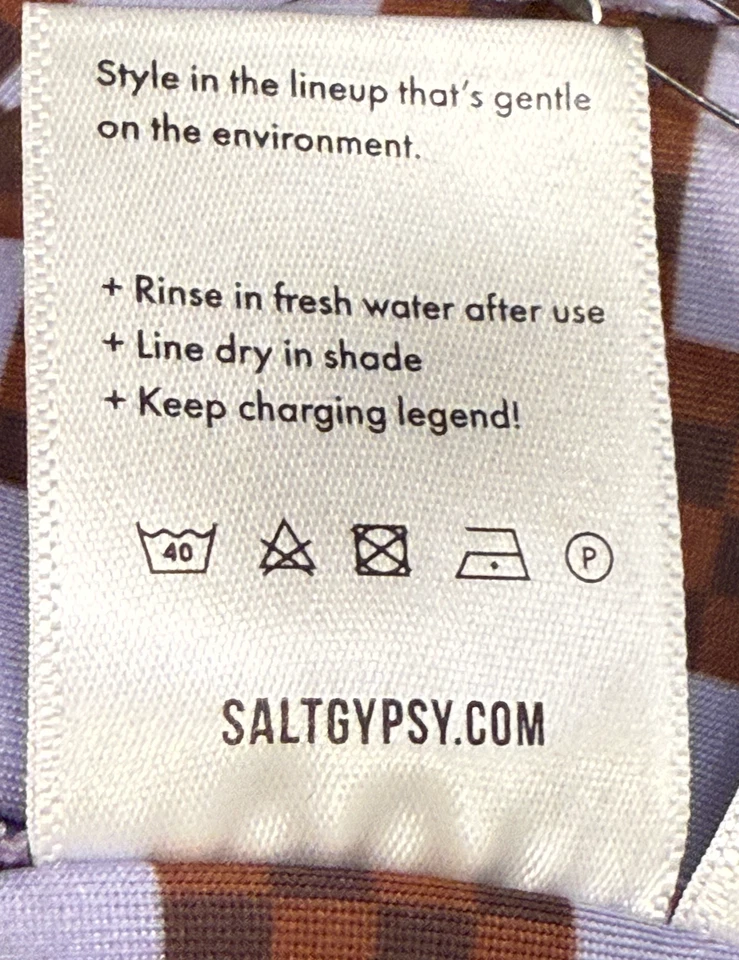 Style in the lineup that's gentle
on the environment.
+ Rinse in fresh water after use
+ Line dry in shade
+ Keep charging legend!
40 P
SALTGYPSY.COM